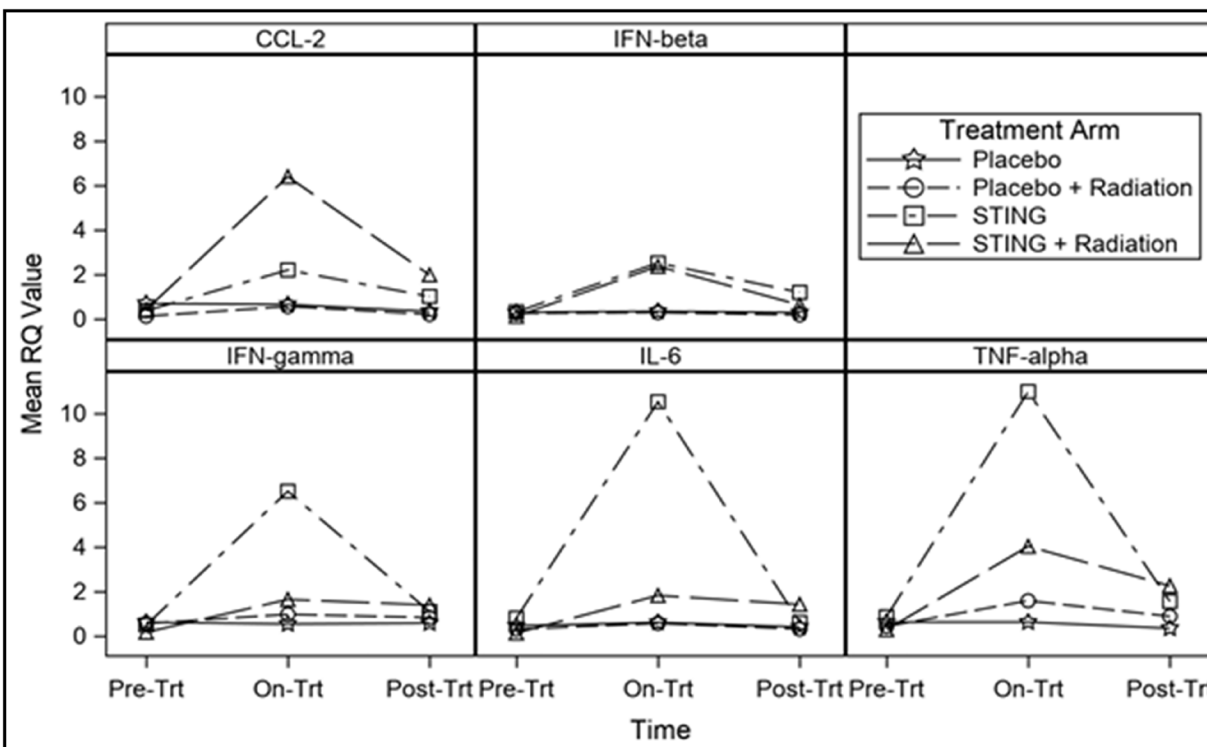 CCL-2
IFN-beta
10
8
6
4
2
0
Treatment Arm
Placebo
Placebo + Radiation
STING
STING + Radiation
Mean RQ Value
IFN-gamma
IL-6
TNF-alpha
10
8
6
4
2
0
Pre-Trt On-Trt Post-Trt Pre-Trt On-Trt Post-Trt Pre-Trt On-Trt Post-Trt
Time